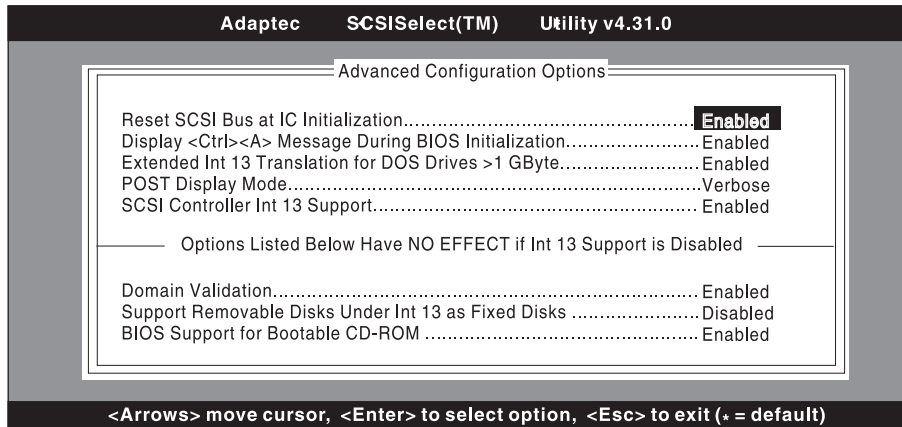 Adaptec SCSISelect(TM) Utility v4.31.0
Advanced Configuration Options
Reset SCSI Bus at IC Initialization..................................................... Enabled
Display <Ctrl><A> Message During BIOS Initialization........................ Enabled
Extended Int 13 Translation for DOS Drives >1 GByte........................ Enabled
POST Display Mode.....................................................................Verbose
SCSI Controller Int 13 Support......................................................... Enabled
Options Listed Below Have NO EFFECT if Int 13 Support is Disabled
Domain Validation......................................................................... Enabled
Support Removable Disks Under Int 13 as Fixed Disks ..................... Disabled
BIOS Support for Bootable CD-ROM .............................................. Enabled
<Arrows> move cursor, <Enter> to select option, <Esc> to exit (* = default)